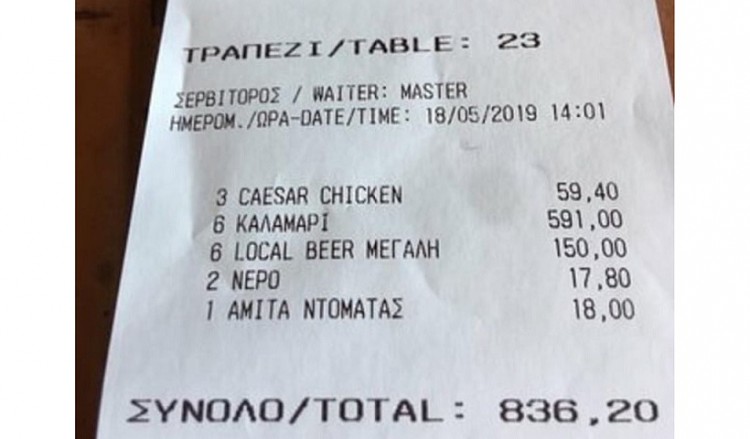 ΤΡΑΠΕΖΙ/TABLE: 23
ΣΕΡΒΙΤΟΡΟΣ / WAITER: MASTER
ΗΜΕΡΟΜ./ΩΡΑ-DATE/TIME: 18/05/2019 14:01
3 CAESAR CHICKEN 59,40
6 ΚΑΛΑΜΑΡΙ 591,00
6 LOCAL BEER ΜΕΓΑΛΗ 150,00
2 ΝΕΡΟ 17,80
1 ΑΜΙΤΑ ΝΤΟΜΑΤΑΣ 18,00
ΣΥΝΟΛΟ/TOTAL: 836,20